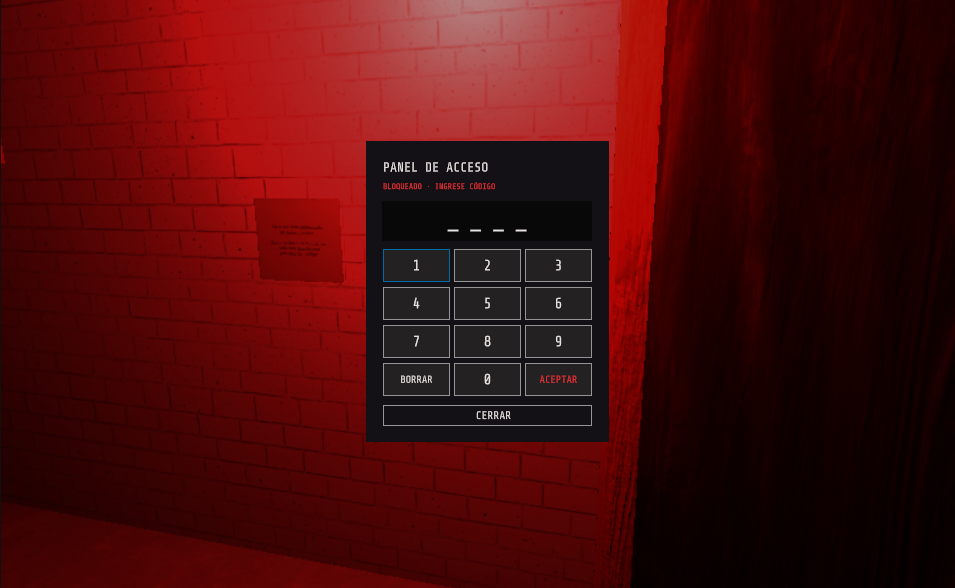 PANEL DE ACCESO
BLOQUEADO · INGRESE CÓDIGO
_ _ _ _
1 2 3
4 5 6
7 8 9
BORRAR 0 ACEPTAR
CERRAR